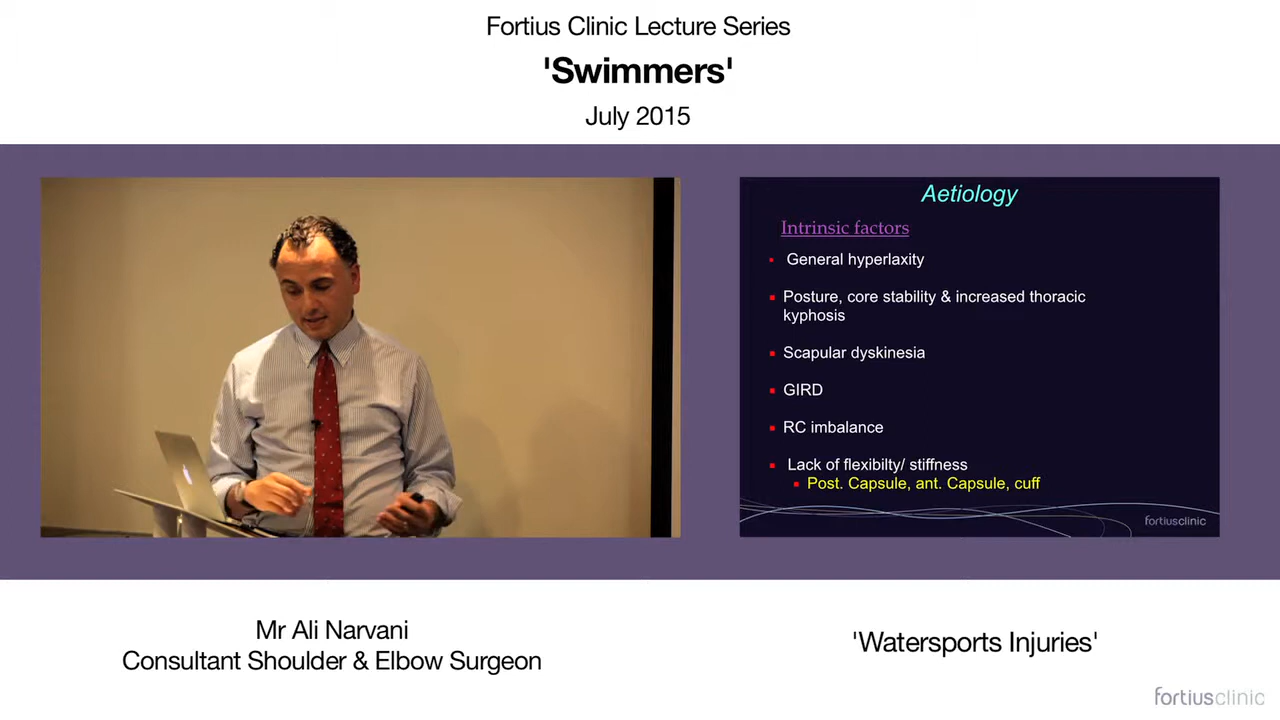 Fortius Clinic Lecture Series
'Swimmers'
July 2015
Aetiology
Intrinsic factors
General hyperlaxity
Posture, core stability & increased thoracic
kyphosis
Scapular dyskinesia
GIRD
RC imbalance
Lack of flexibilty/ stiffness
Post. Capsule, ant. Capsule, cuff
fortiusclinic
Mr Ali Narvani
Consultant Shoulder & Elbow Surgeon
'Watersports Injuries'
fortiusclinic